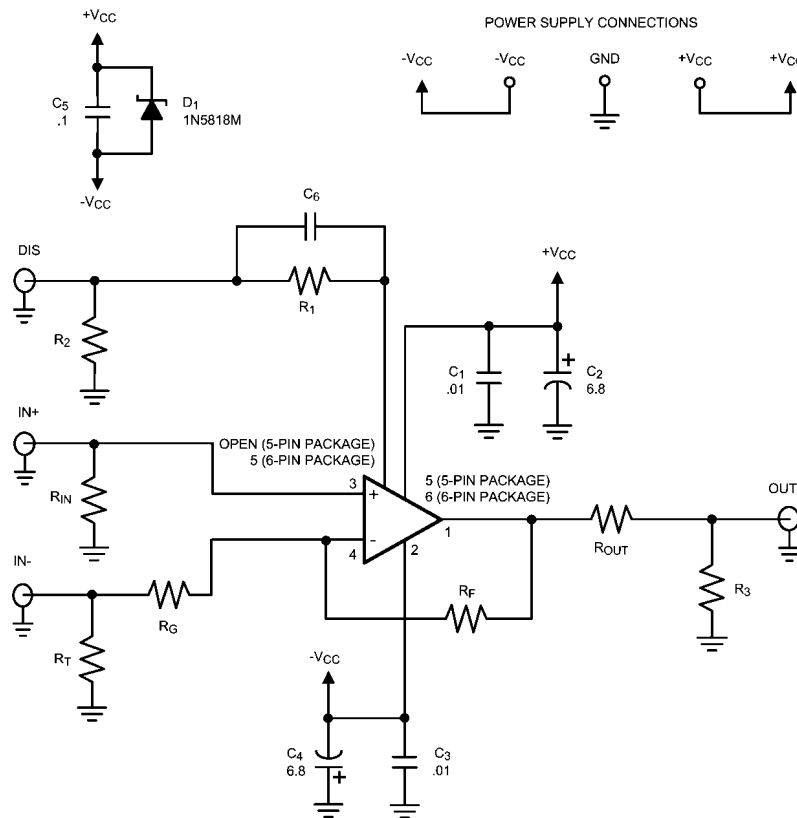 +VCC
C5
.1
D1
1N5818M
-VCC
POWER SUPPLY CONNECTIONS
-VCC
-VCC
GND
+VCC
+VCC
C6
DIS
R1
R2
+VCC
C1
.01
+
C2
6.8
IN+
OPEN (5-PIN PACKAGE)
5 (6-PIN PACKAGE)
RIN
3
+
5 (5-PIN PACKAGE)
6 (6-PIN PACKAGE)
1
-
4
2
OUT
ROUT
R3
IN-
RG
RT
RF
-VCC
C4
6.8
+
C3
.01